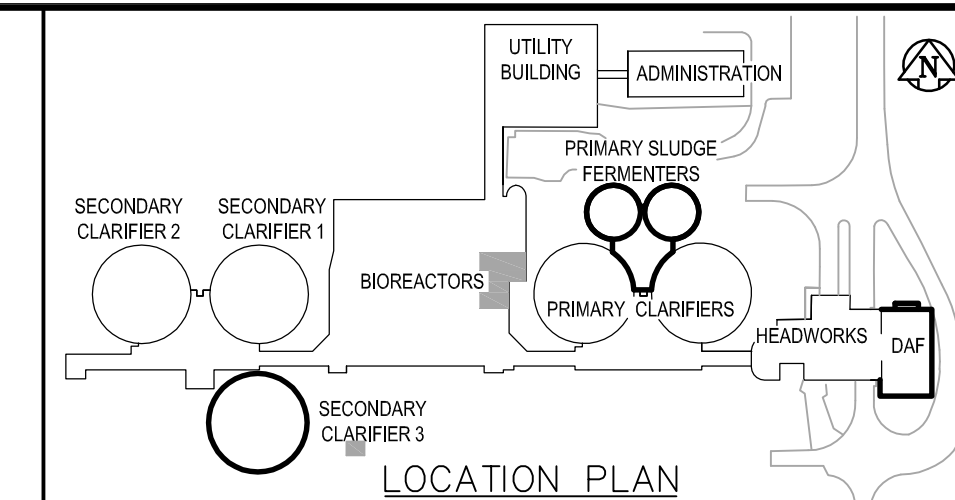 UTILITY
BUILDING
ADMINISTRATION
N
PRIMARY SLUDGE
FERMENTERS
SECONDARY
CLARIFIER 2
SECONDARY
CLARIFIER 1
BIOREACTORS
PRIMARY CLARIFIERS
HEADWORKS
DAF
SECONDARY
CLARIFIER 3
LOCATION PLAN